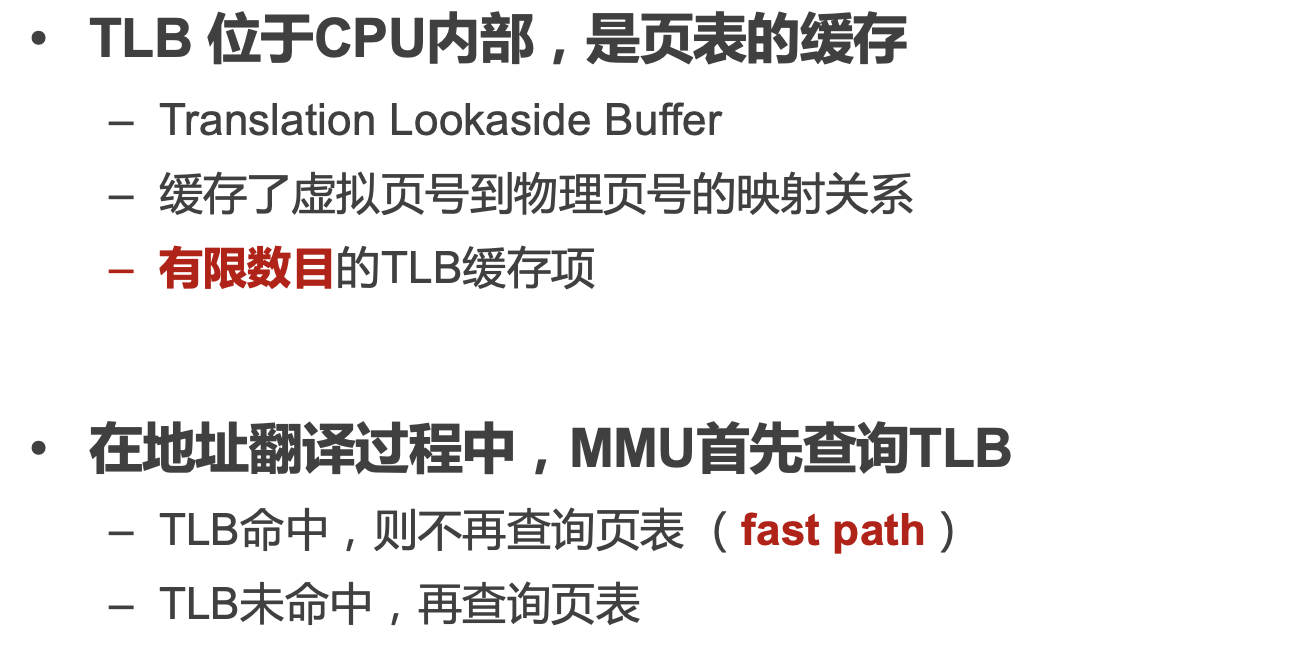 • TLB 位于CPU内部，是页表的缓存
– Translation Lookaside Buffer
– 缓存了虚拟页号到物理页号的映射关系
– 有限数目的TLB缓存项
• 在地址翻译过程中，MMU首先查询TLB
– TLB命中，则不再查询页表（fast path）
– TLB未命中，再查询页表